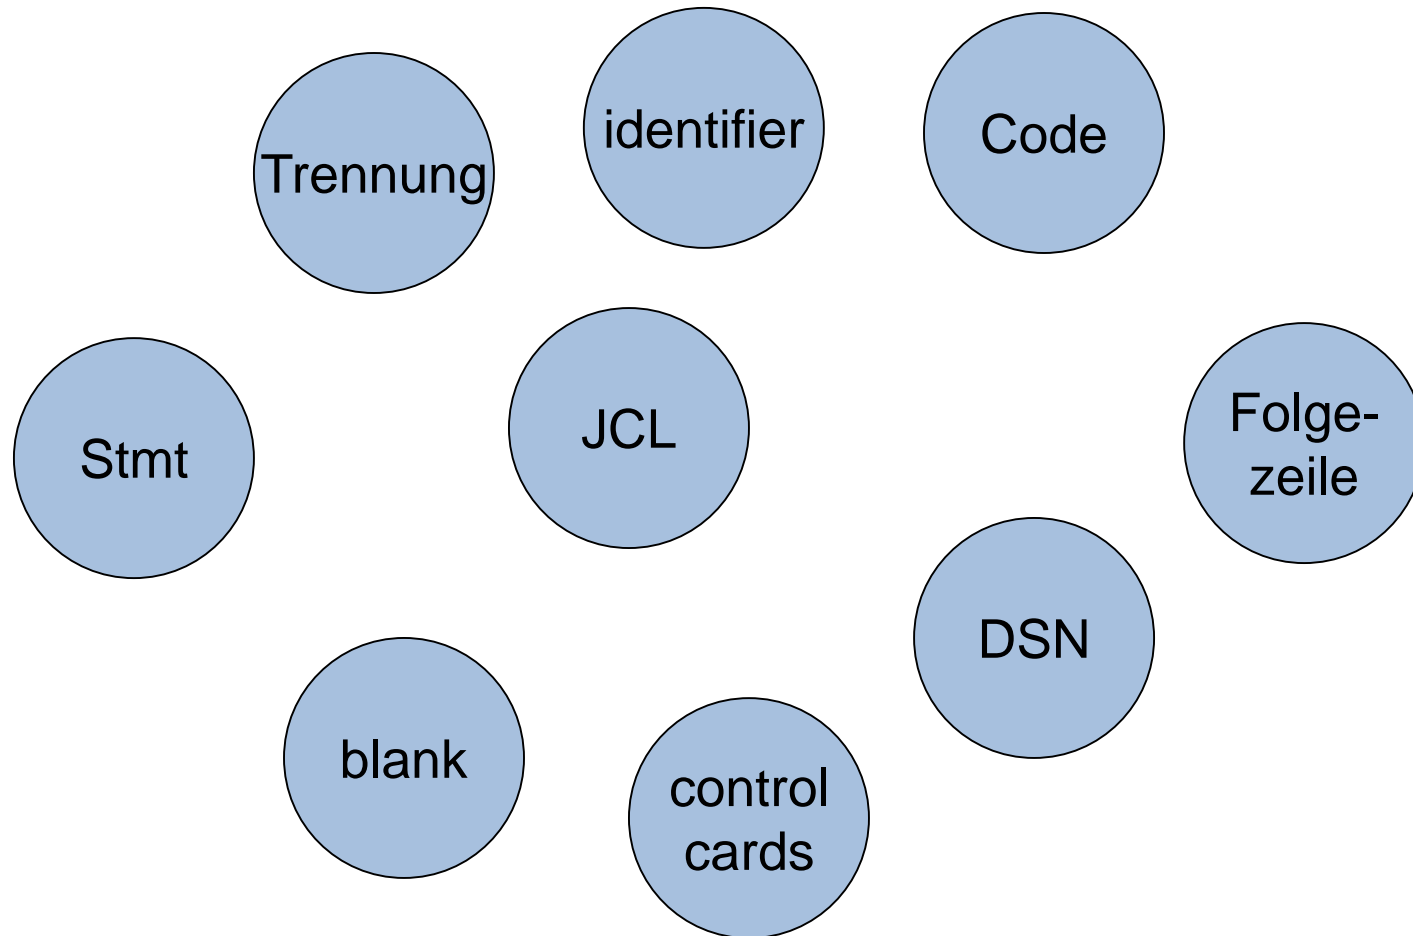 identifier
Code
Trennung
JCL
Folge-
zeile
Stmt
DSN
blank
control
cards